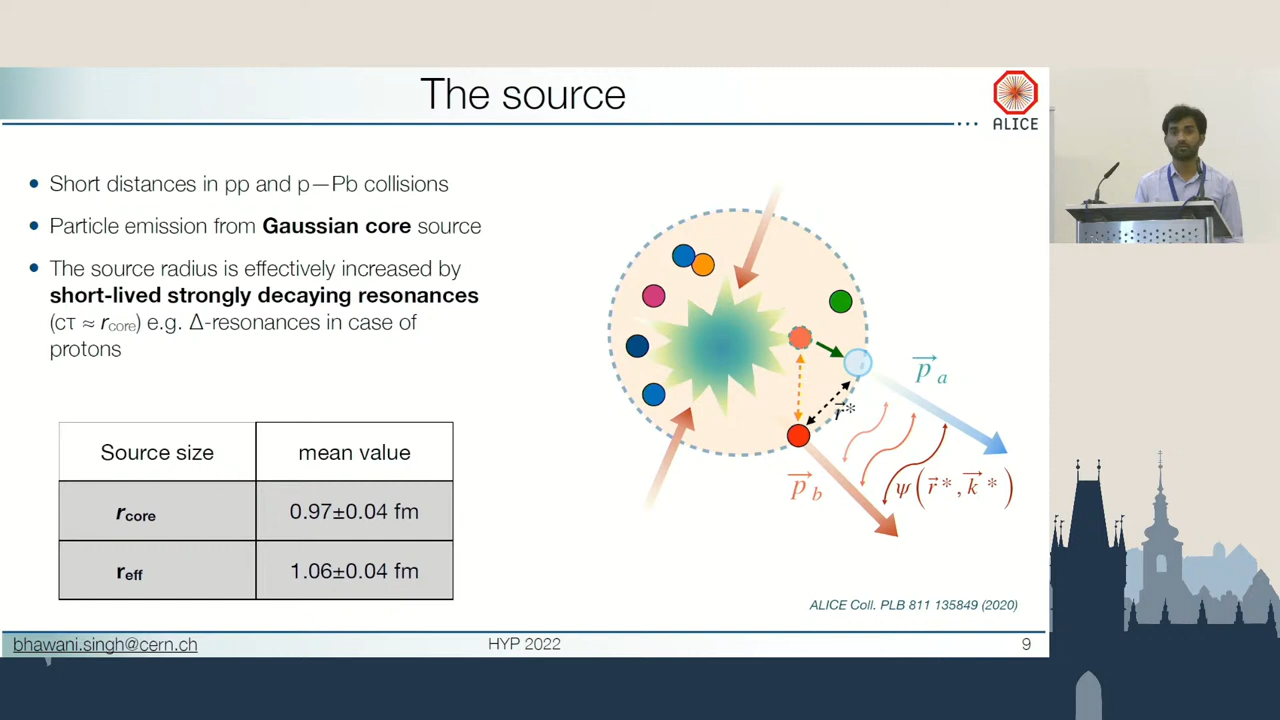 The source
ALICE
• Short distances in pp and p—Pb collisions
• Particle emission from Gaussian core source
• The source radius is effectively increased by
short-lived strongly decaying resonances
(cτ ≈ rcore) e.g. Δ-resonances in case of
protons
Source size mean value
rcore 0.97±0.04 fm
reff 1.06±0.04 fm
p⃗ a
r⃗*
p⃗ b
ψ(r⃗ *, k⃗ *)
ALICE Coll. PLB 811 135849 (2020)
bhawani.singh@cern.ch HYP 2022 9